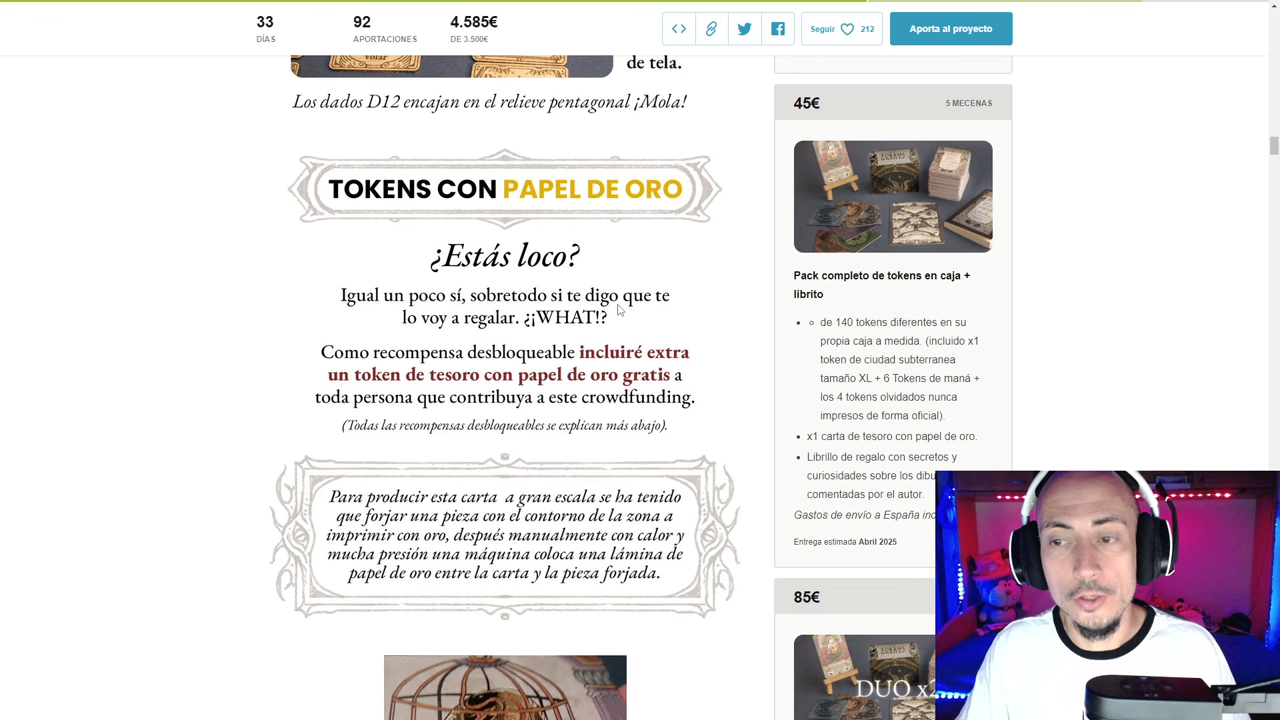 33
DÍAS
92
APORTACIONES
4.585€
DE 3.500€
Seguir
212
Aporta al proyecto
de tela.
Los dados D12 encajan en el relieve pentagonal ¡Mola!
TOKENS CON PAPEL DE ORO
¿Estás loco?
Igual un poco sí, sobretodo si te digo que te
lo voy a regalar. ¿¡WHAT!?
Como recompensa desbloqueable incluiré extra
un token de tesoro con papel de oro gratis a
toda persona que contribuya a este crowdfunding.
(Todas las recompensas desbloqueables se explican más abajo).
Para producir esta carta a gran escala se ha tenido
que forjar una pieza con el contorno de la zona a
imprimir con oro, después manualmente con calor y
mucha presión una máquina coloca una lámina de
papel de oro entre la carta y la pieza forjada.
45€
5 MECENAS
Pack completo de tokens en caja +
librito
de 140 tokens diferentes en su
propia caja a medida. (incluido x1
token de ciudad subterranea
tamaño XL + 6 Tokens de maná +
los 4 tokens olvidados nunca
impresos de forma oficial).
x1 carta de tesoro con papel de oro.
Librillo de regalo con secretos y
curiosidades sobre los
comentadas por el autor.
Gastos de envío a España
Entrega estimada Abril 2025
85€
DUO